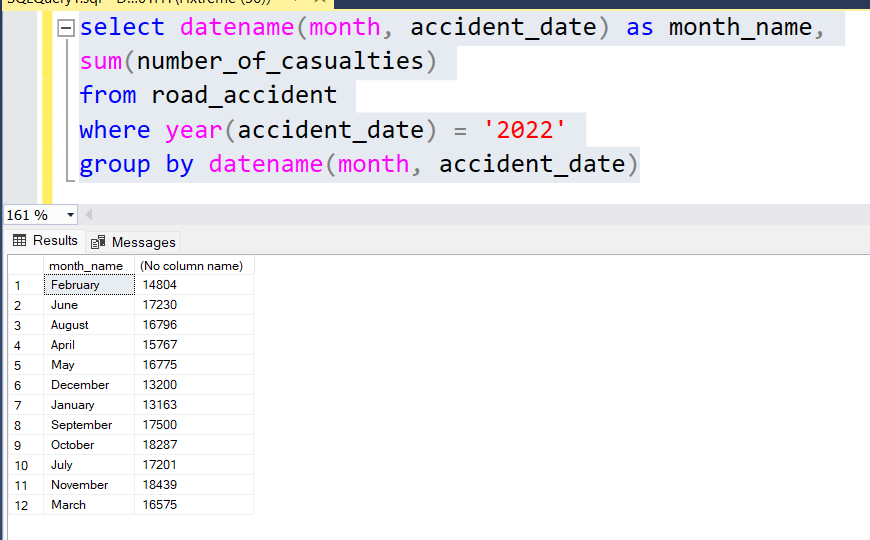 select datename(month, accident_date) as month_name,
sum(number_of_casualties)
from road_accident
where year(accident_date) = '2022'
group by datename(month, accident_date)
161 %
Results Messages
month_name (No column name)
1 February 14804
2 June 17230
3 August 16796
4 April 15767
5 May 16775
6 December 13200
7 January 13163
8 September 17500
9 October 18287
10 July 17201
11 November 18439
12 March 16575